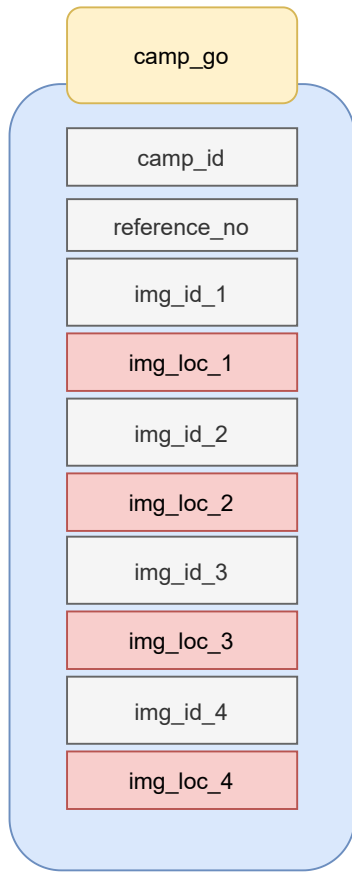 camp_go
camp_id
reference_no
img_id_1
img_loc_1
img_id_2
img_loc_2
img_id_3
img_loc_3
img_id_4
img_loc_4